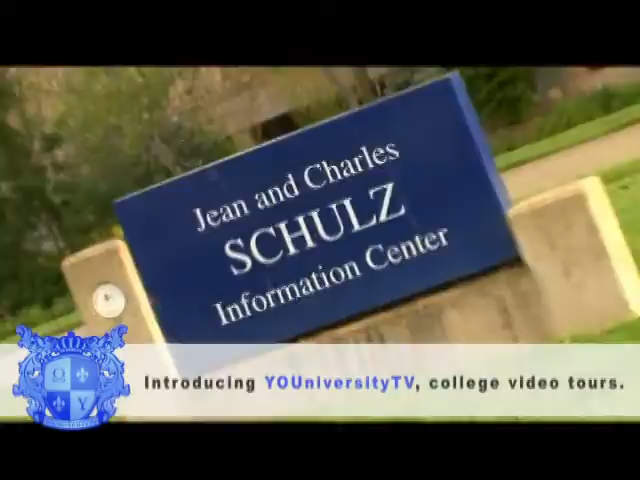 Jean and Charles
SCHULZ
Information Center
Introducing YOUniversityTV, college video tours.
Ω
Y